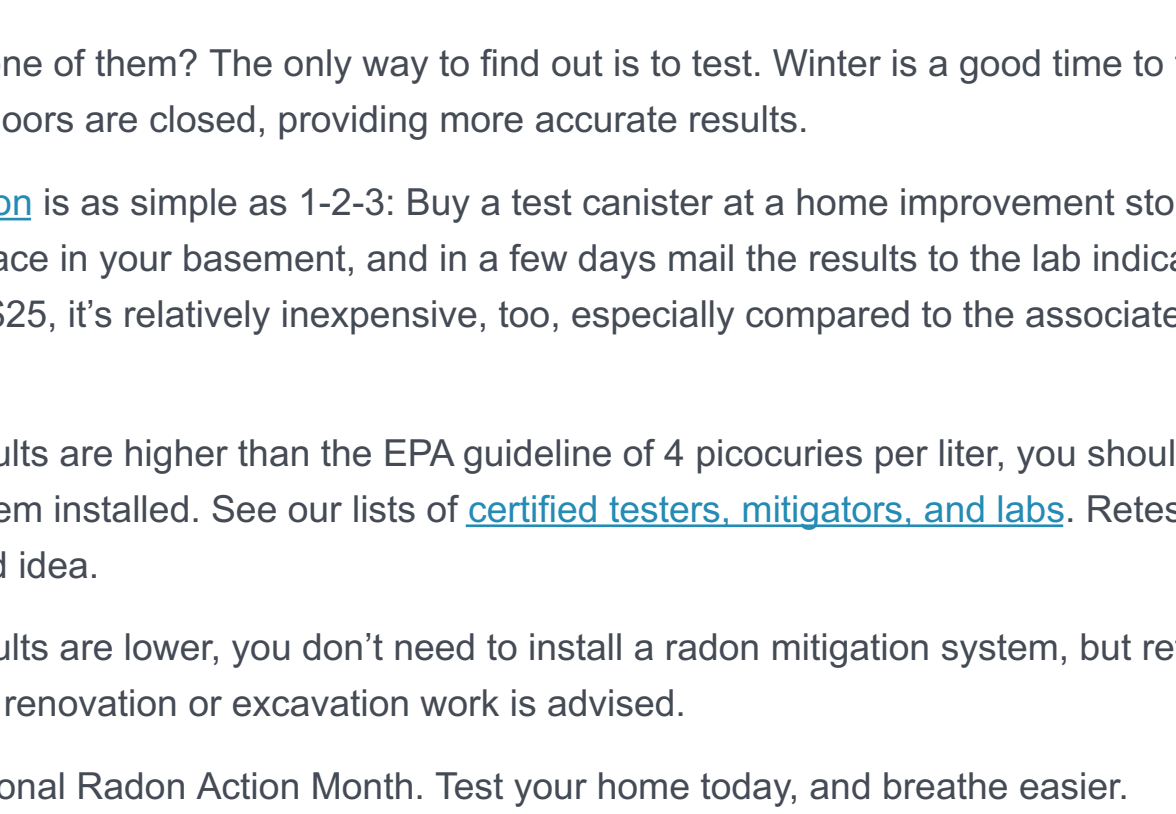 one of them? The only way to find out is to test. Winter is a good time to
doors are closed, providing more accurate results.
on is as simple as 1-2-3: Buy a test canister at a home improvement sto
ace in your basement, and in a few days mail the results to the lab indica
$25, it’s relatively inexpensive, too, especially compared to the associate
ults are higher than the EPA guideline of 4 picocuries per liter, you shoul
em installed. See our lists of certified testers, mitigators, and labs. Retes
d idea.
ults are lower, you don’t need to install a radon mitigation system, but re
renovation or excavation work is advised.
onal Radon Action Month. Test your home today, and breathe easier.